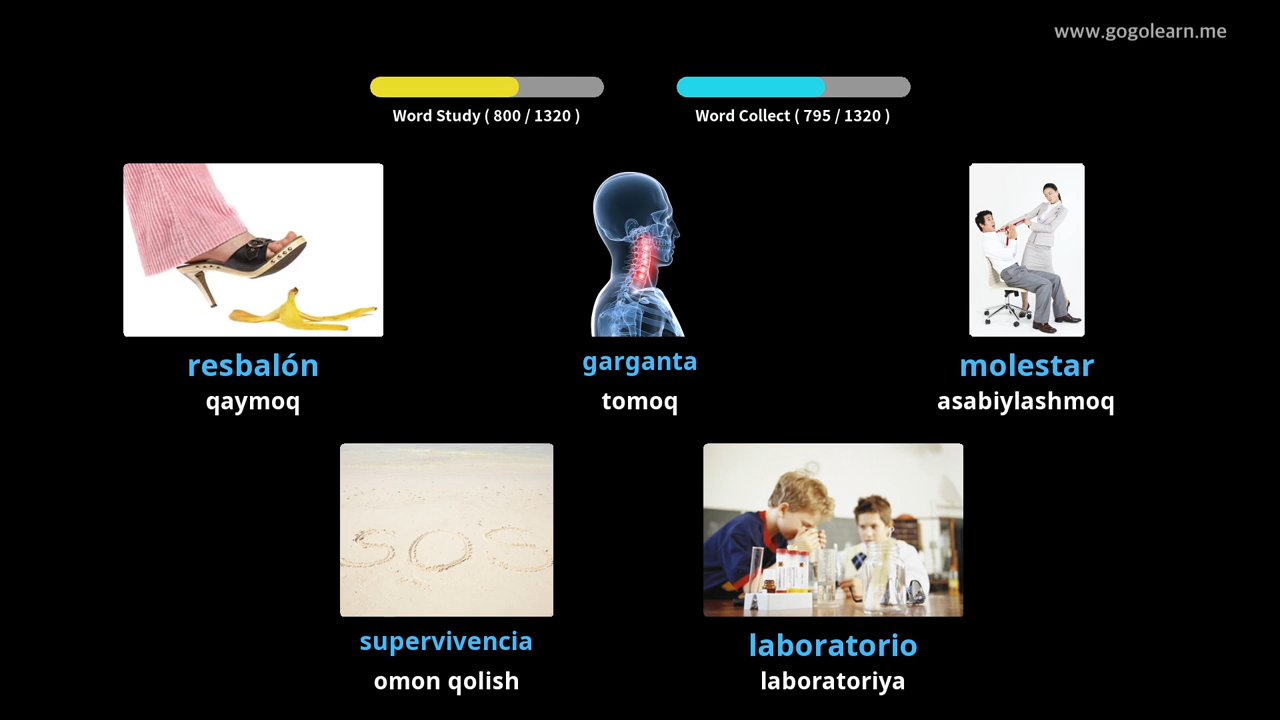 www.gogolearn.me
Word Study ( 800 / 1320 )
Word Collect ( 795 / 1320 )
resbalón
qaymoq
garganta
tomoq
molestar
asabiylashmoq
SOS
supervivencia
omon qolish
laboratorio
laboratoriya